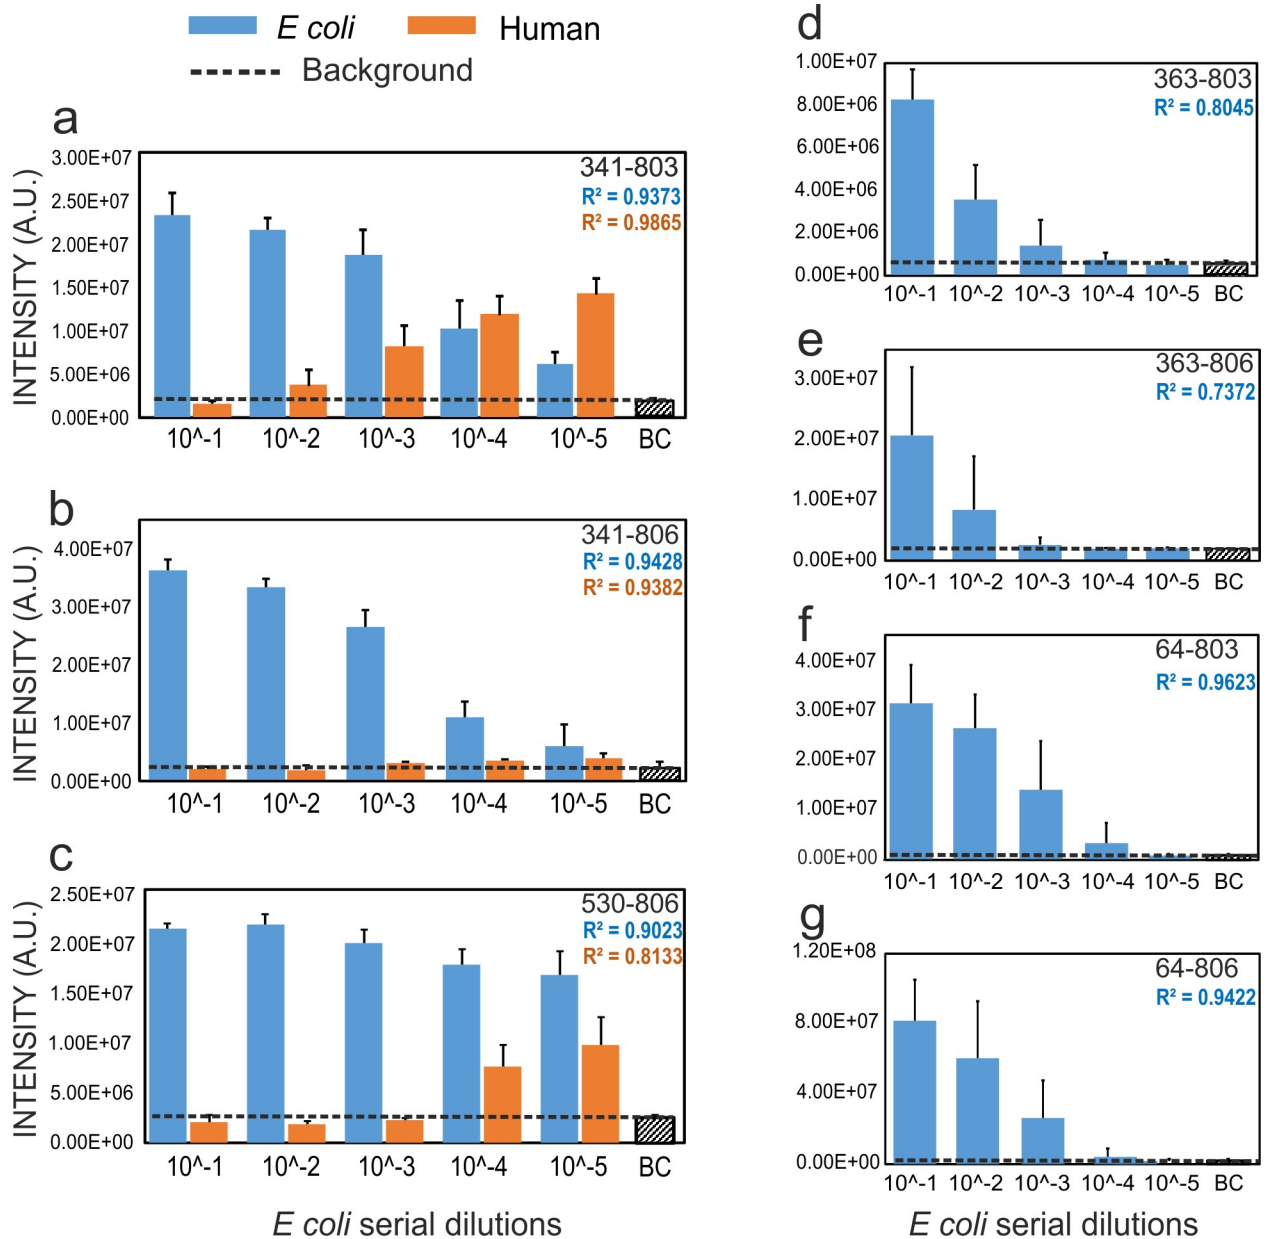 E coli
Human
Background
a
INTENSITY (A.U.)
3.00E+07
2.50E+07
2.00E+07
1.50E+07
1.00E+07
5.00E+06
0.00E+00
341-803
R² = 0.9373
R² = 0.9865
10^-1 10^-2 10^-3 10^-4 10^-5 BC
b
INTENSITY (A.U.)
4.00E+07
3.00E+07
2.00E+07
1.00E+07
0.00E+00
341-806
R² = 0.9428
R² = 0.9382
10^-1 10^-2 10^-3 10^-4 10^-5 BC
c
INTENSITY (A.U.)
2.50E+07
2.00E+07
1.50E+07
1.00E+07
5.00E+06
0.00E+00
530-806
R² = 0.9023
R² = 0.8133
10^-1 10^-2 10^-3 10^-4 10^-5 BC
E coli serial dilutions
d
1.00E+07
8.00E+06
6.00E+06
4.00E+06
2.00E+06
0.00E+00
363-803
R² = 0.8045
10^-1 10^-2 10^-3 10^-4 10^-5 BC
e
3.00E+07
2.00E+07
1.00E+07
0.00E+00
363-806
R² = 0.7372
10^-1 10^-2 10^-3 10^-4 10^-5 BC
f
4.00E+07
3.00E+07
2.00E+07
1.00E+07
0.00E+00
64-803
R² = 0.9623
10^-1 10^-2 10^-3 10^-4 10^-5 BC
g
1.20E+08
8.00E+07
4.00E+07
0.00E+00
64-806
R² = 0.9422
10^-1 10^-2 10^-3 10^-4 10^-5 BC
E coli serial dilutions